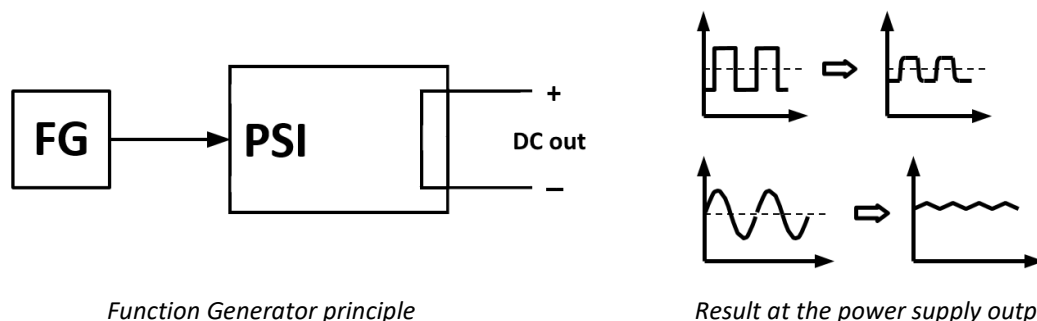 FG
PSI
+
DC out
–
Function Generator principle
Result at the power supply outp